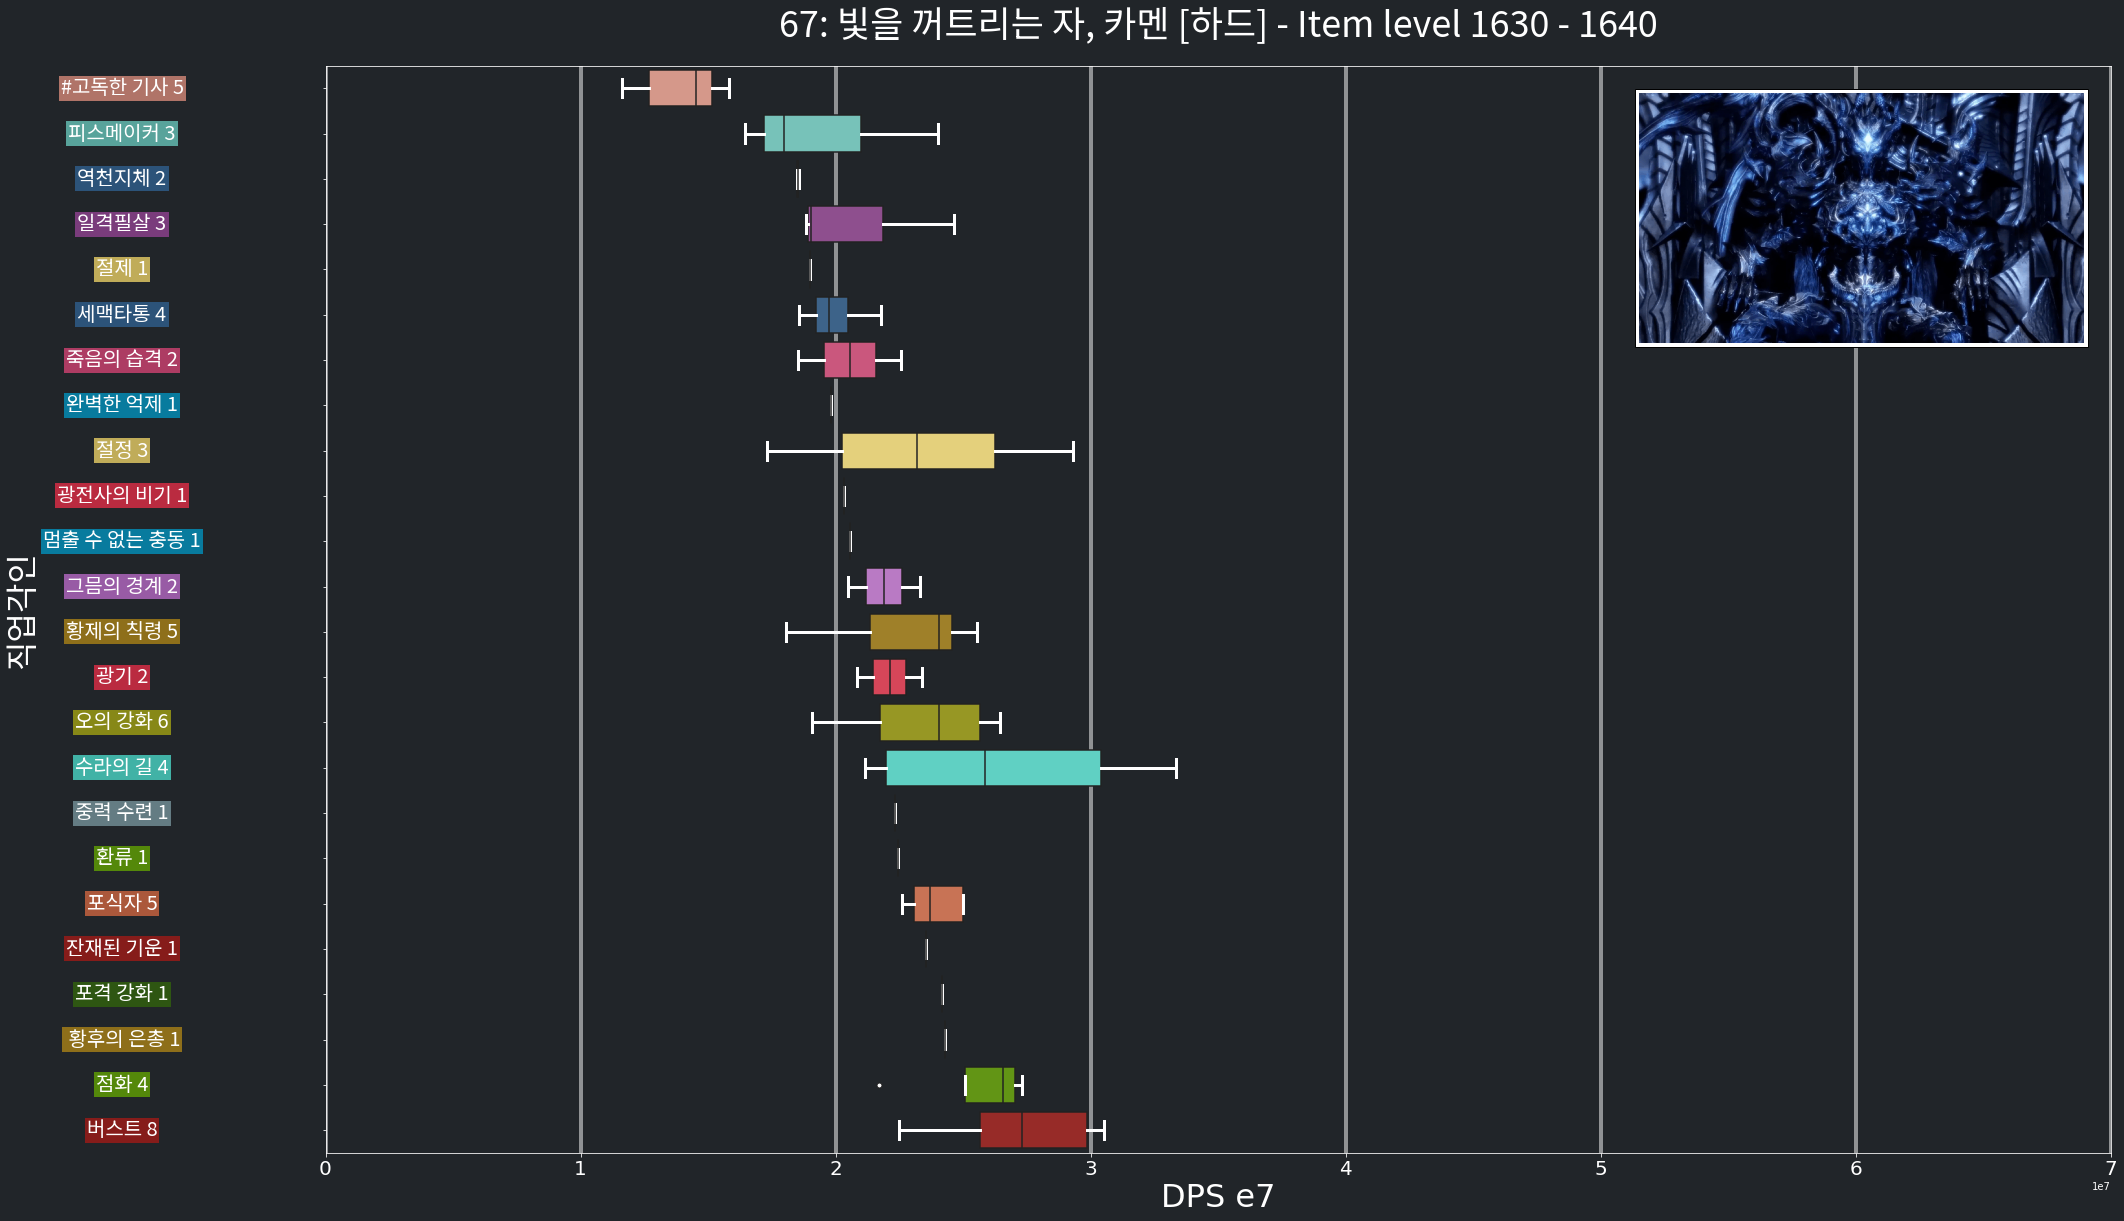 67: 빛을 꺼트리는 자, 카멘 [하드] - Item level 1630 - 1640
직업각인
#고독한 기사 5
피스메이커 3
역천지체 2
일격필살 3
절제 1
세맥타통 4
죽음의 습격 2
완벽한 억제 1
절정 3
광전사의 비기 1
멈출 수 없는 충동 1
그믐의 경계 2
황제의 칙령 5
광기 2
오의 강화 6
수라의 길 4
중력 수련 1
환류 1
포식자 5
잔재된 기운 1
포격 강화 1
황후의 은총 1
점화 4
버스트 8
0 1 2 3 4 5 6 7
1e7
DPS e7